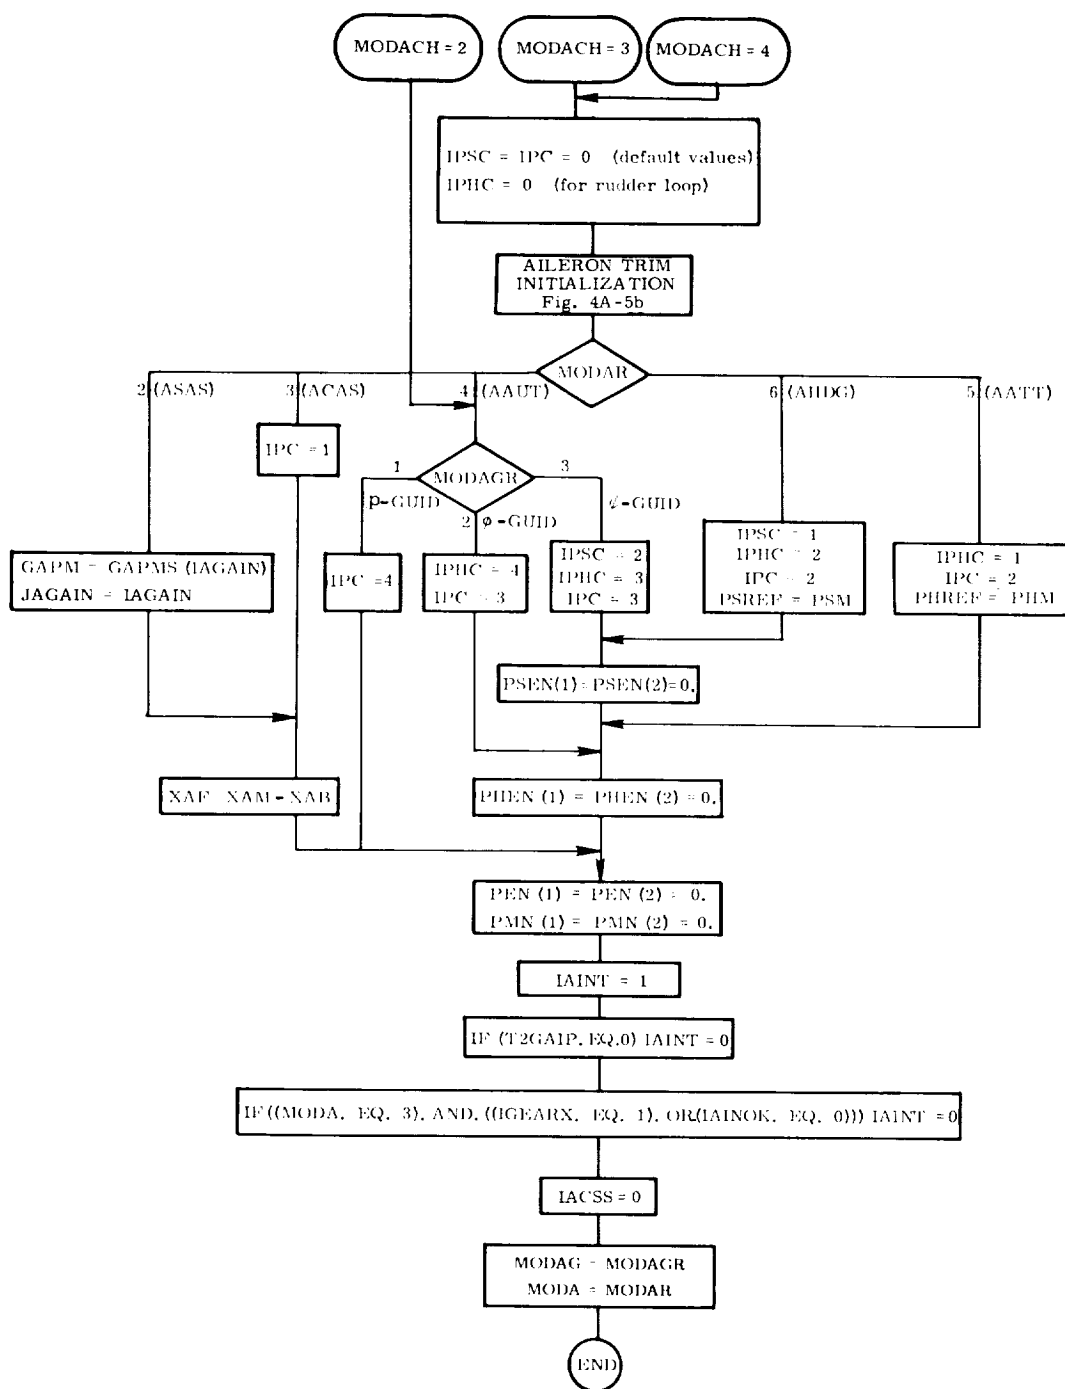 MODACH = 2
MODACH = 3
MODACH = 4
IPSC = IPC = 0 (default values)
IPHC = 0 (for rudder loop)
AILERON TRIM
INITIALIZATION
Fig. 4A-5b
MODAR
2 (ASAS)
3 (ACAS)
4 (AAUT)
6 (AHDG)
5 (AATT)
IPC = 1
MODAGR
1
p-GUID
2 φ-GUID
3
GAPM = GAPMS (IAGAIN)
JAGAIN = IAGAIN
IPC = 4
IPHC = 4
IPC = 3
IPSC = 2
IPHC = 3
IPC = 3
IPSC = 1
IPHC = 2
IPC = 2
PSREF = PSM
IPHC = 1
IPC = 2
PHREF = PHM
PSEN(1) = PSEN(2) = 0.
XAF XAM - XAB
PHEN (1) = PHEN (2) = 0.
PEN (1) = PEN (2) = 0.
PMN (1) = PMN (2) = 0.
IAINT = 1
IF (T2GAIP. EQ.0) IAINT = 0
IF ((MODA. EQ. 3). AND. ((IGEARX. EQ. 1). OR.(IAINOK. EQ. 0))) IAINT = 0
IACSS = 0
MODAG = MODAGR
MODA = MODAR
END